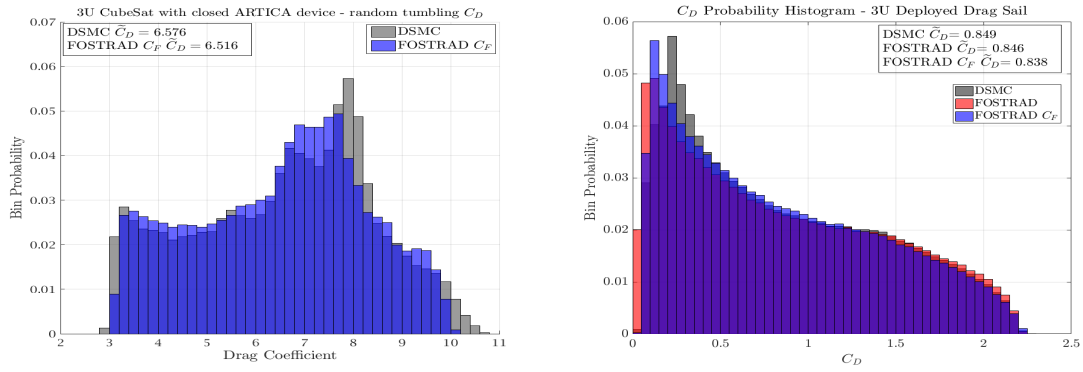 3U CubeSat with closed ARTICA device - random tumbling C_D
DSMC C̃_D = 6.576
FOSTRAD C_F C̃_D = 6.516
DSMC
FOSTRAD C_F
0.07
0.06
0.05
0.04
0.03
0.02
0.01
0
Bin Probability
2 3 4 5 6 7 8 9 10 11
Drag Coefficient
C_D Probability Histogram - 3U Deployed Drag Sail
DSMC C̃_D= 0.849
FOSTRAD C̃_D= 0.846
FOSTRAD C_F C̃_D= 0.838
DSMC
FOSTRAD
FOSTRAD C_F
0.06
0.05
0.04
0.03
0.02
0.01
0
Bin Probability
0 0.5 1 1.5 2 2.5
C_D